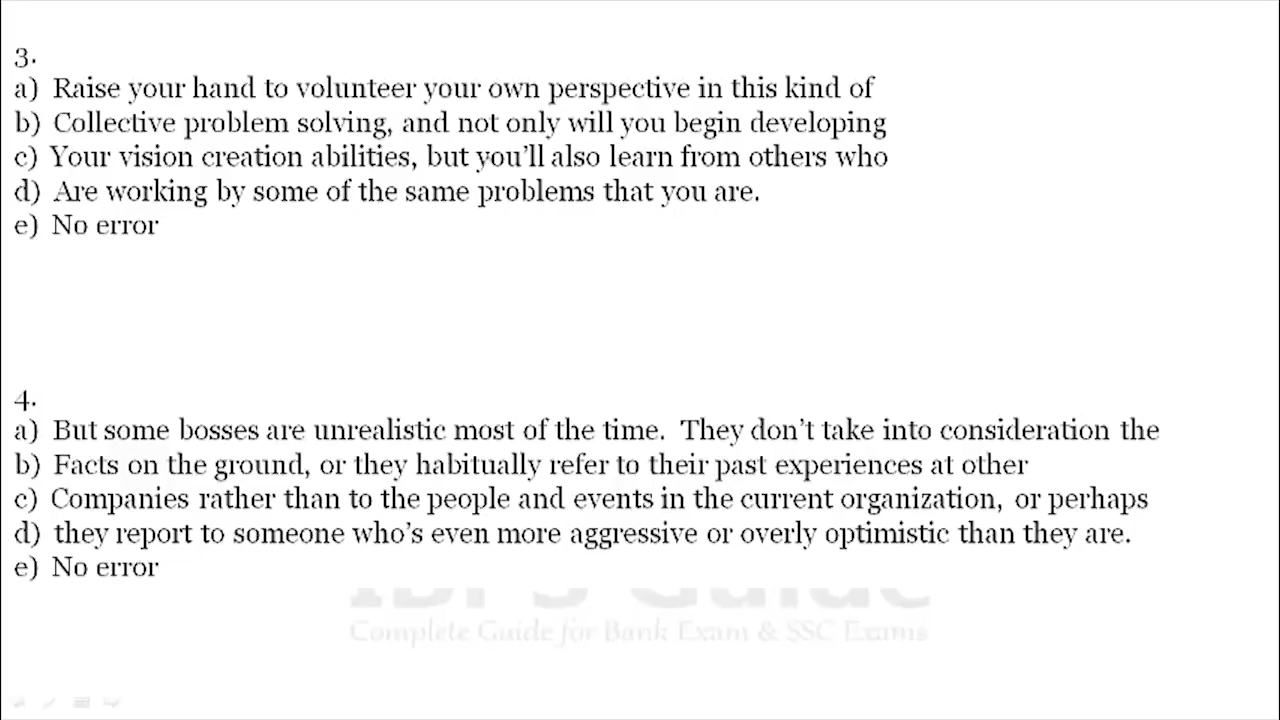 3.
a) Raise your hand to volunteer your own perspective in this kind of
b) Collective problem solving, and not only will you begin developing
c) Your vision creation abilities, but you'll also learn from others who
d) Are working by some of the same problems that you are.
e) No error
4.
a) But some bosses are unrealistic most of the time. They don't take into consideration the
b) Facts on the ground, or they habitually refer to their past experiences at other
c) Companies rather than to the people and events in the current organization, or perhaps
d) they report to someone who's even more aggressive or overly optimistic than they are.
e) No error
IBPS Guide
Complete Guide for Bank Exam & SSC Exams